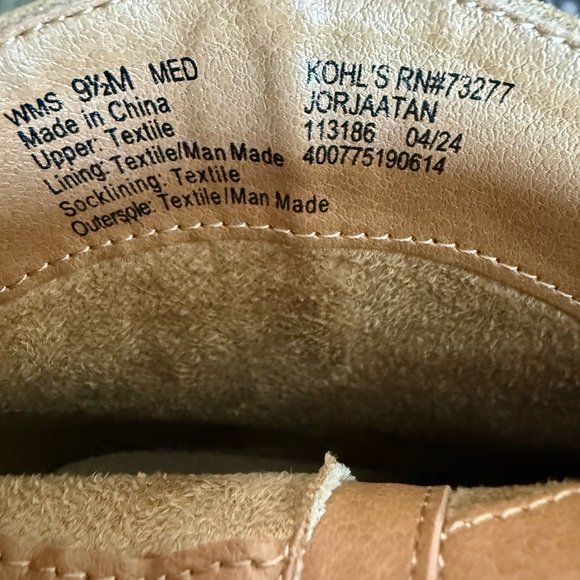 WMS 9½M MED
Made in China
Upper: Textile
Lining: Textile/Man Made
Socklining: Textile
Outersole: Textile/Man Made
KOHL'S RN#73277
JORJAATAN
113186 04/24
400775190614